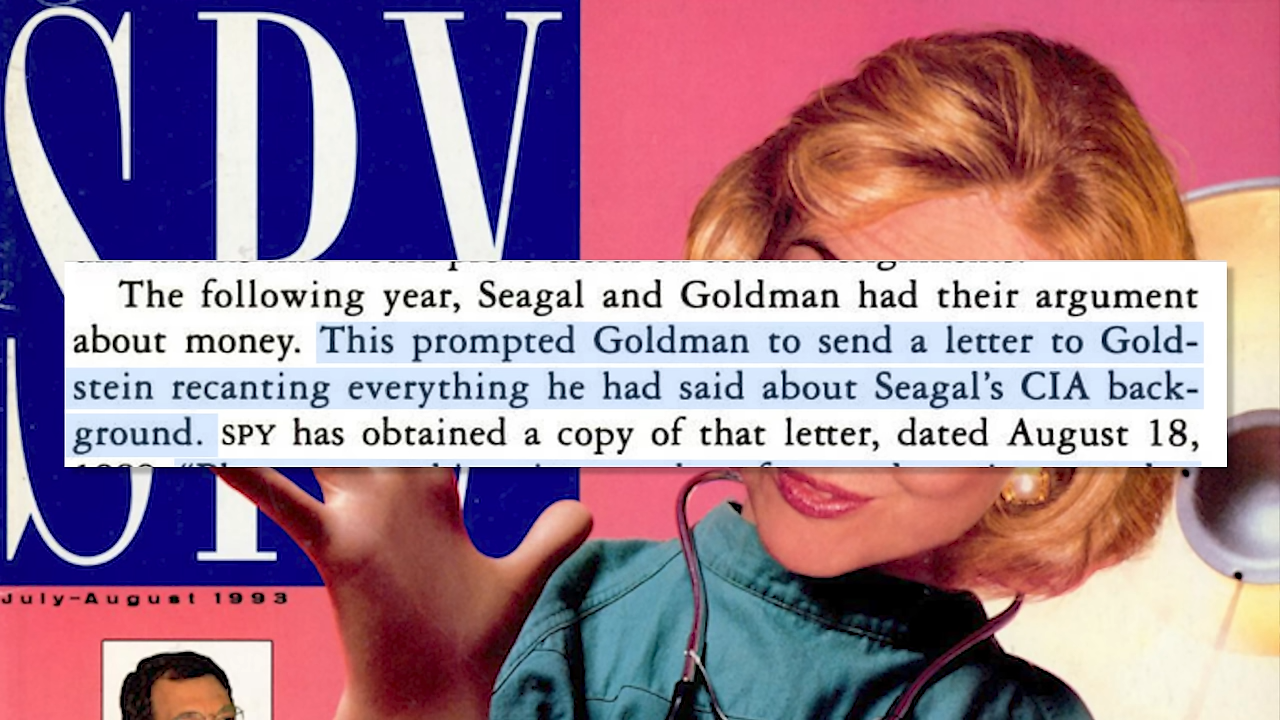 SPY
The following year, Seagal and Goldman had their argument
about money. This prompted Goldman to send a letter to Gold-
stein recanting everything he had said about Seagal's CIA back-
ground. SPY has obtained a copy of that letter, dated August 18,
July–August 1993